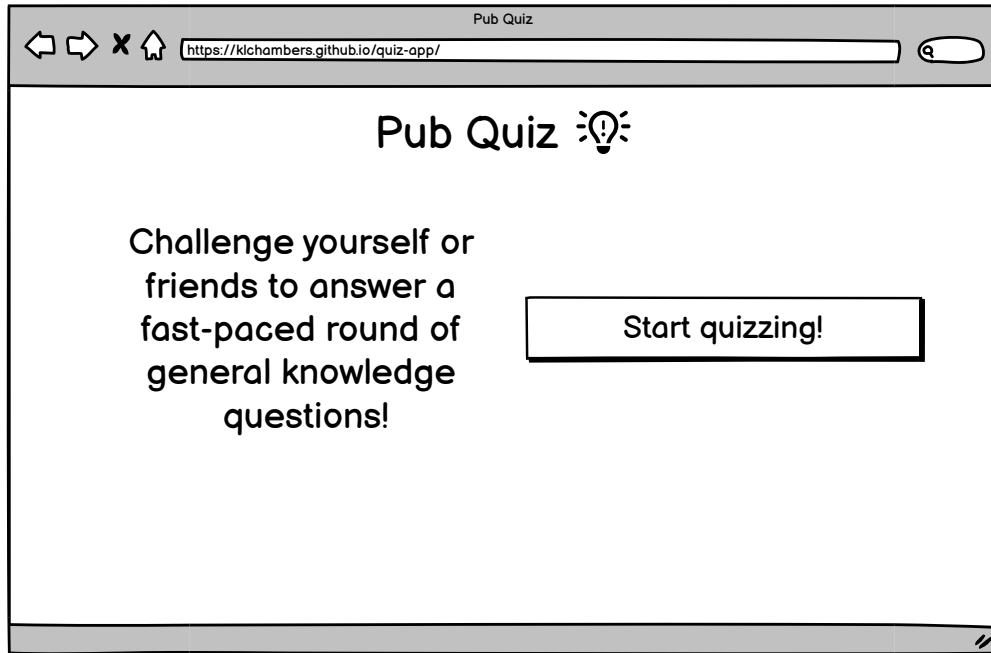 Pub Quiz
https://klchambers.github.io/quiz-app/
Pub Quiz
Challenge yourself or
friends to answer a
fast-paced round of
general knowledge
questions!
Start quizzing!